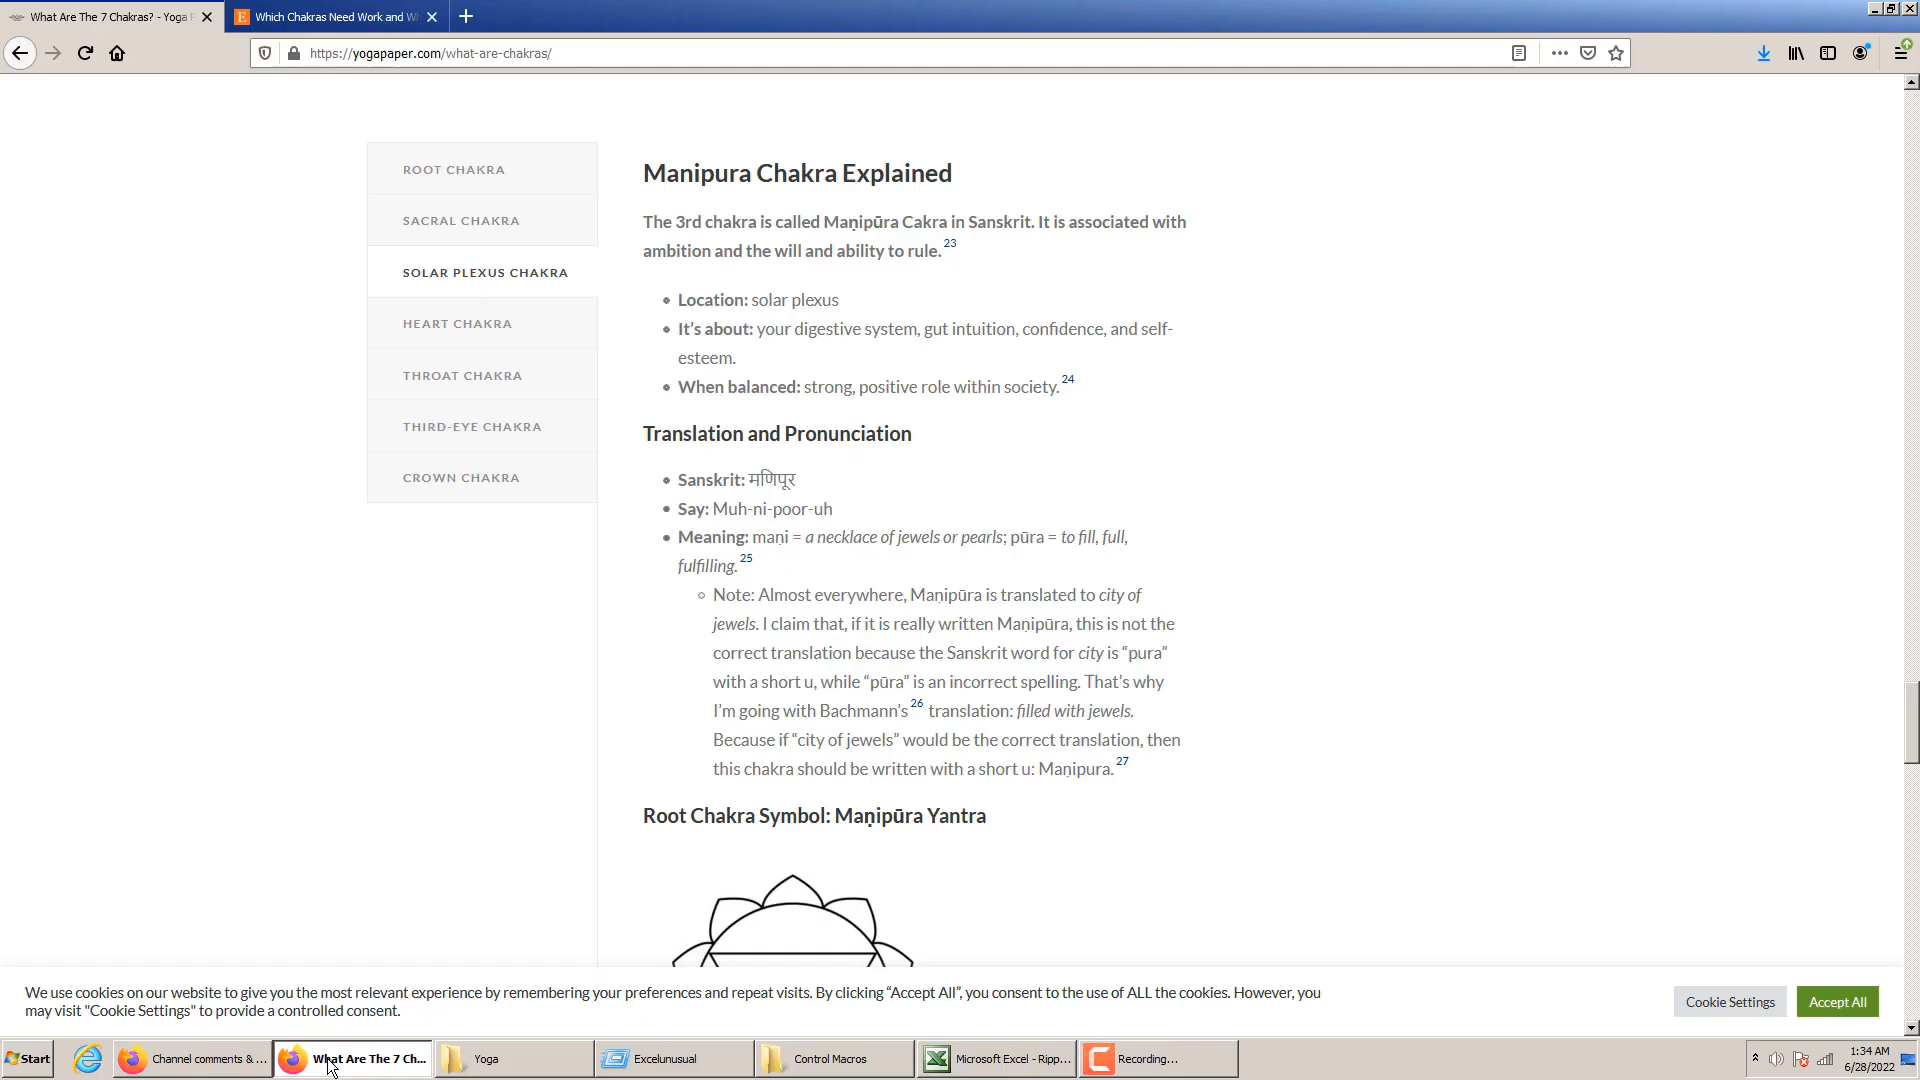 What Are The 7 Chakras? - Yoga P
Which Chakras Need Work and W
https://yogapaper.com/what-are-chakras/
ROOT CHAKRA
SACRAL CHAKRA
SOLAR PLEXUS CHAKRA
HEART CHAKRA
THROAT CHAKRA
THIRD-EYE CHAKRA
CROWN CHAKRA
Manipura Chakra Explained
The 3rd chakra is called Maṇipūra Cakra in Sanskrit. It is associated with
ambition and the will and ability to rule. 23
Location: solar plexus
It’s about: your digestive system, gut intuition, confidence, and self-
esteem.
When balanced: strong, positive role within society. 24
Translation and Pronunciation
Sanskrit: मणिपूर
Say: Muh-ni-poor-uh
Meaning: maṇi = a necklace of jewels or pearls; pūra = to fill, full,
fulfilling. 25
Note: Almost everywhere, Maṇipūra is translated to city of
jewels. I claim that, if it is really written Maṇipūra, this is not the
correct translation because the Sanskrit word for city is “pura”
with a short u, while “pūra” is an incorrect spelling. That’s why
I’m going with Bachmann’s 26 translation: filled with jewels.
Because if “city of jewels” would be the correct translation, then
this chakra should be written with a short u: Maṇipura. 27
Root Chakra Symbol: Maṇipūra Yantra
We use cookies on our website to give you the most relevant experience by remembering your preferences and repeat visits. By clicking “Accept All”, you consent to the use of ALL the cookies. However, you
may visit "Cookie Settings" to provide a controlled consent.
Cookie Settings
Accept All
Start
Channel comments & ...
What Are The 7 Ch...
Yoga
Excelunusual
Control Macros
Microsoft Excel - Ripp...
Recording...
1:34 AM
6/28/2022